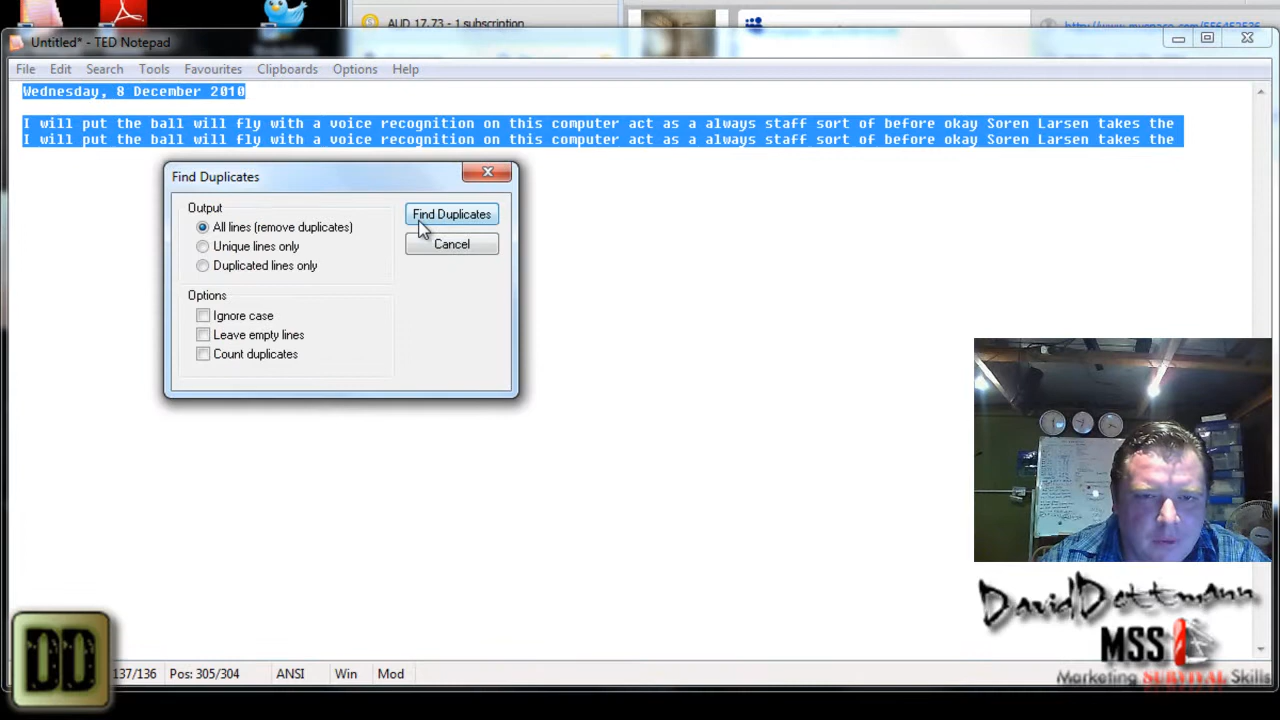 AUD 17.73 - 1 subscription
Untitled* - TED Notepad
File Edit Search Tools Favourites Clipboards Options Help
Wednesday, 8 December 2010
I will put the ball will fly with a voice recognition on this computer act as a always staff sort of before okay Soren Larsen takes the
I will put the ball will fly with a voice recognition on this computer act as a always staff sort of before okay Soren Larsen takes the
Find Duplicates
Output
All lines (remove duplicates)
Unique lines only
Duplicated lines only
Find Duplicates
Cancel
Options
Ignore case
Leave empty lines
Count duplicates
David Dettmann
MSS
Marketing SURVIVAL Skills
DD
137/136 Pos: 305/304 ANSI Win Mod